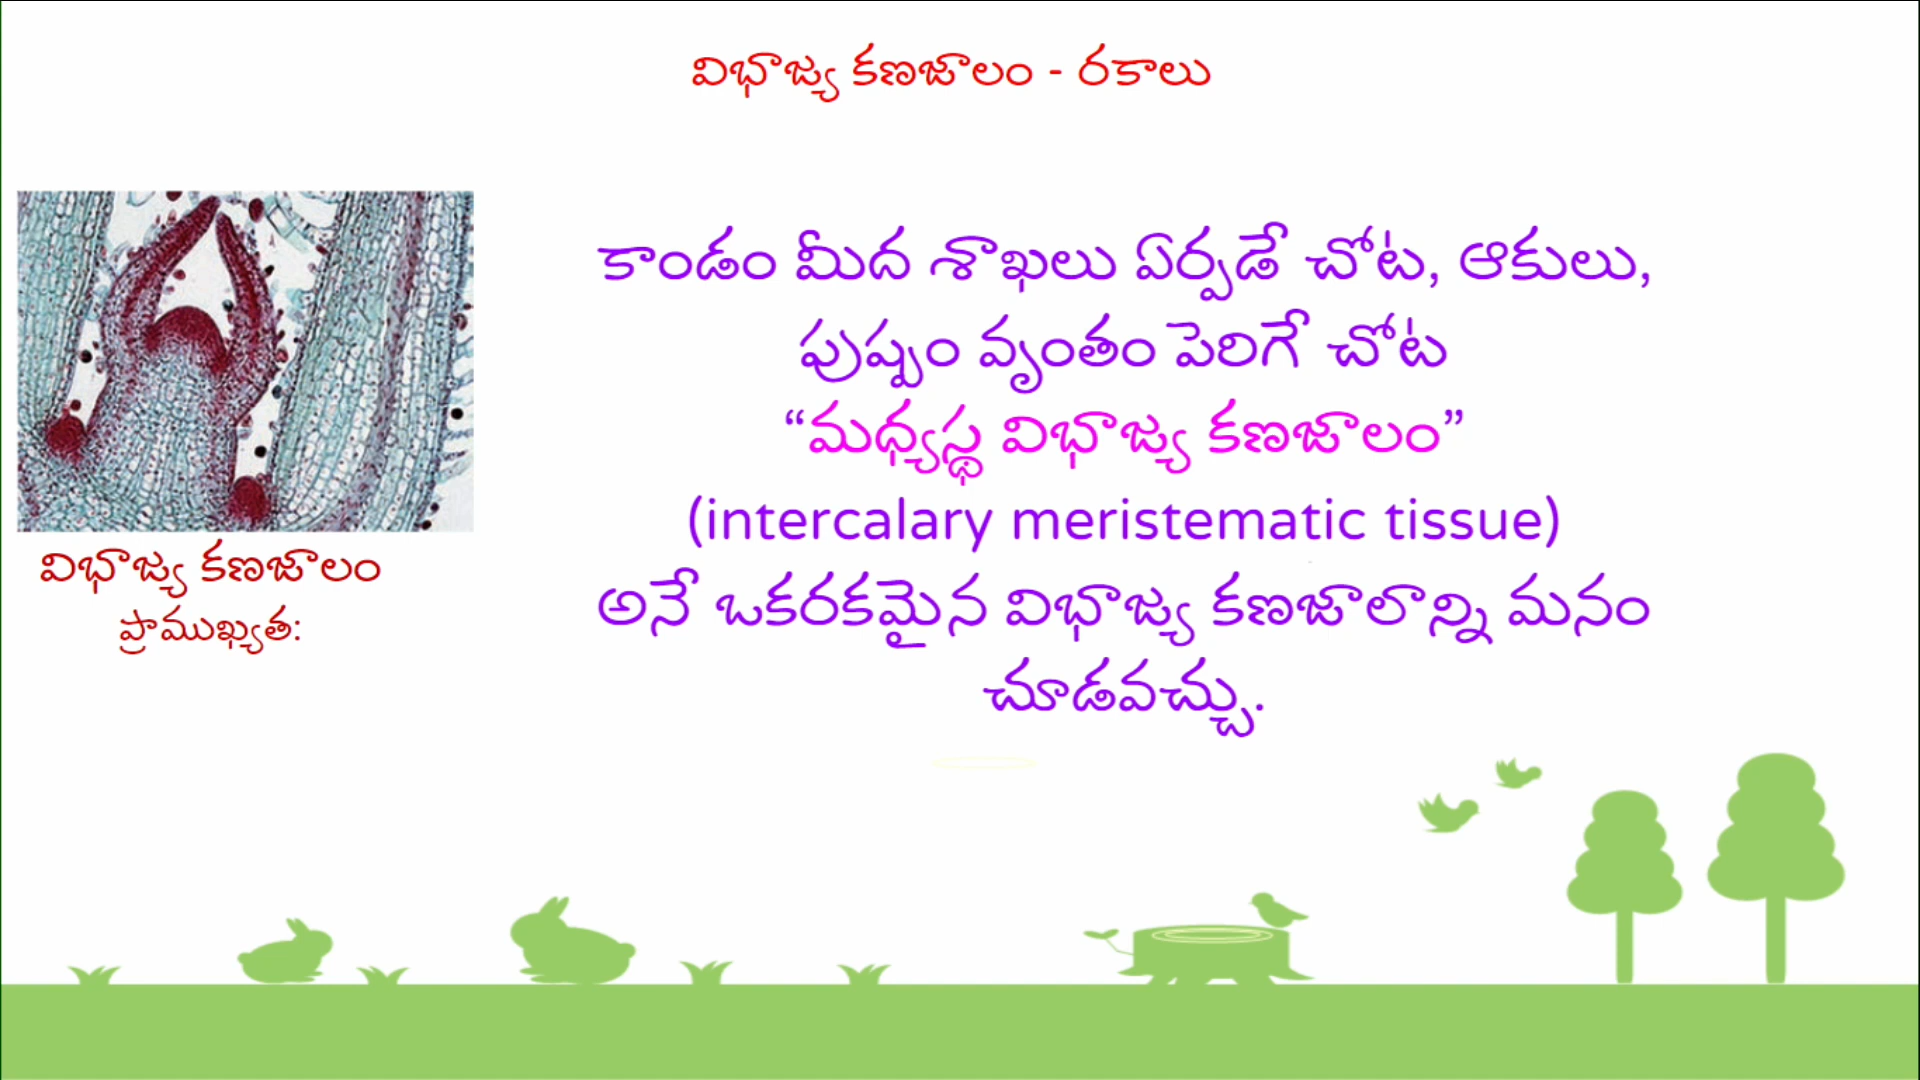 విభాజ్య కణజాలం - రకాలు
విభాజ్య కణజాలం
ప్రాముఖ్యత:
కాండం మీద శాఖలు ఏర్పడే చోట, ఆకులు,
పుష్పం వృంతం పెరిగే చోట
“మధ్యస్థ విభాజ్య కణజాలం”
(intercalary meristematic tissue)
అనే ఒకరకమైన విభాజ్య కణజాలాన్ని మనం
చూడవచ్చు.